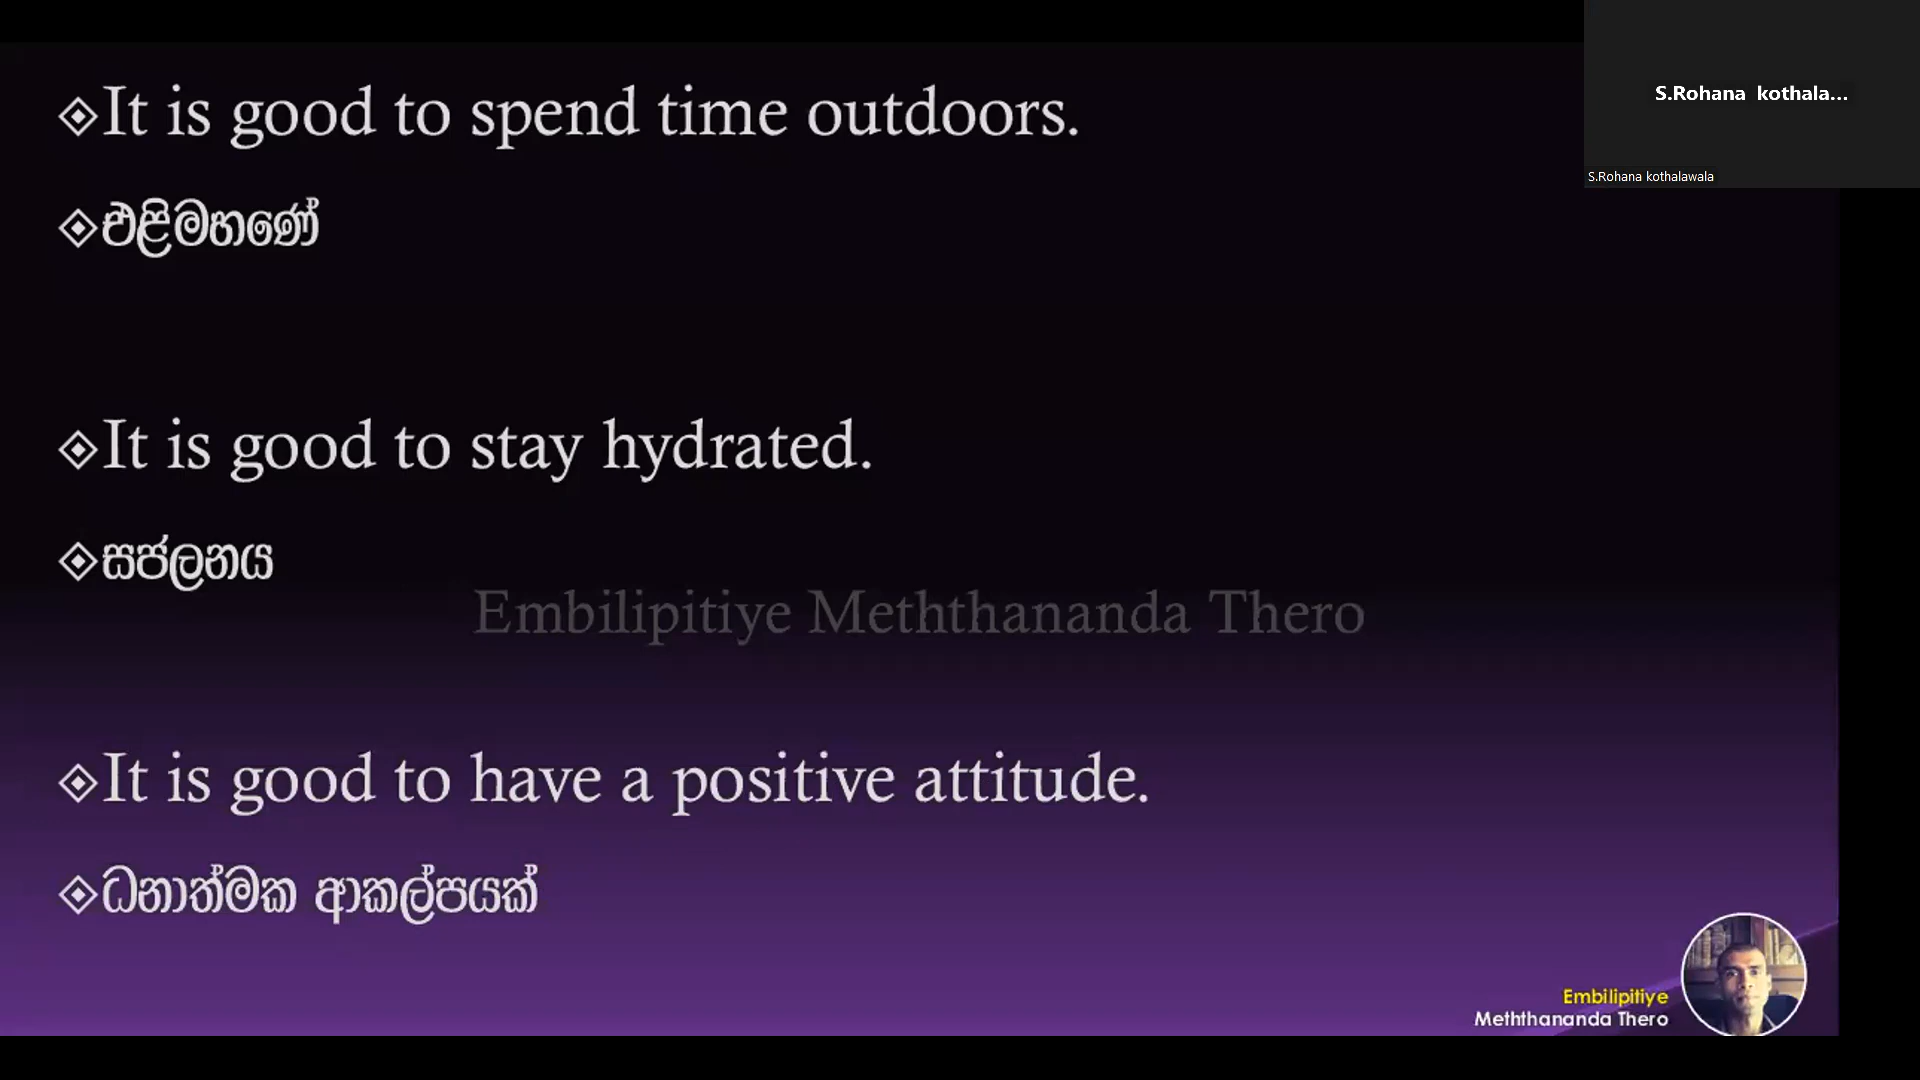 It is good to spend time outdoors.
එළිමහණේ
It is good to stay hydrated.
සජලනය
Embilipitiye Meththananda Thero
It is good to have a positive attitude.
ධනාත්මක ආකල්පයක්
Embilipitiye
Meththananda Thero
S.Rohana kothala...
S.Rohana kothalawala